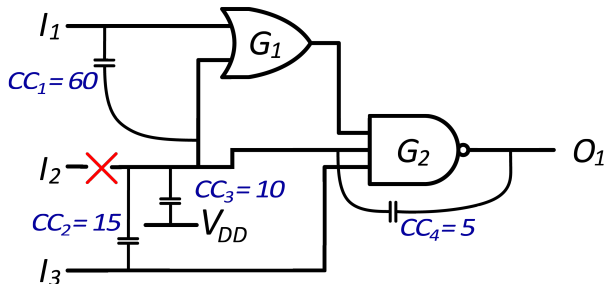 I1
G1
CC1= 60
I2
G2
O1
CC3= 10
CC2= 15
VDD
CC4= 5
I3